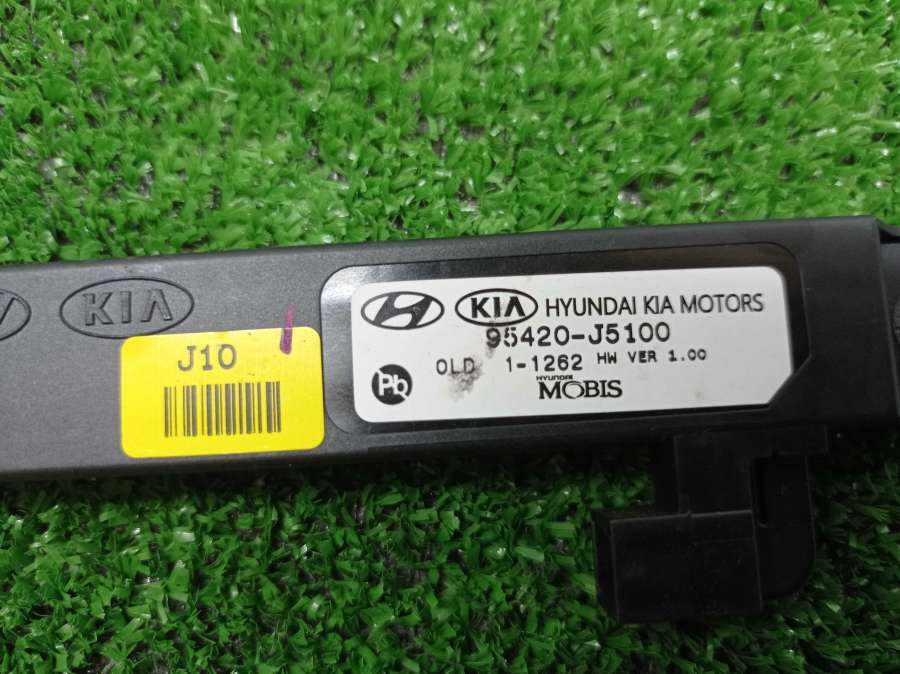 KIA
J10
KIA HYUNDAI KIA MOTORS
95420-J5100
OLD 1-1262 HW VER 1.00
Pb
HYUNDAI
MOBIS